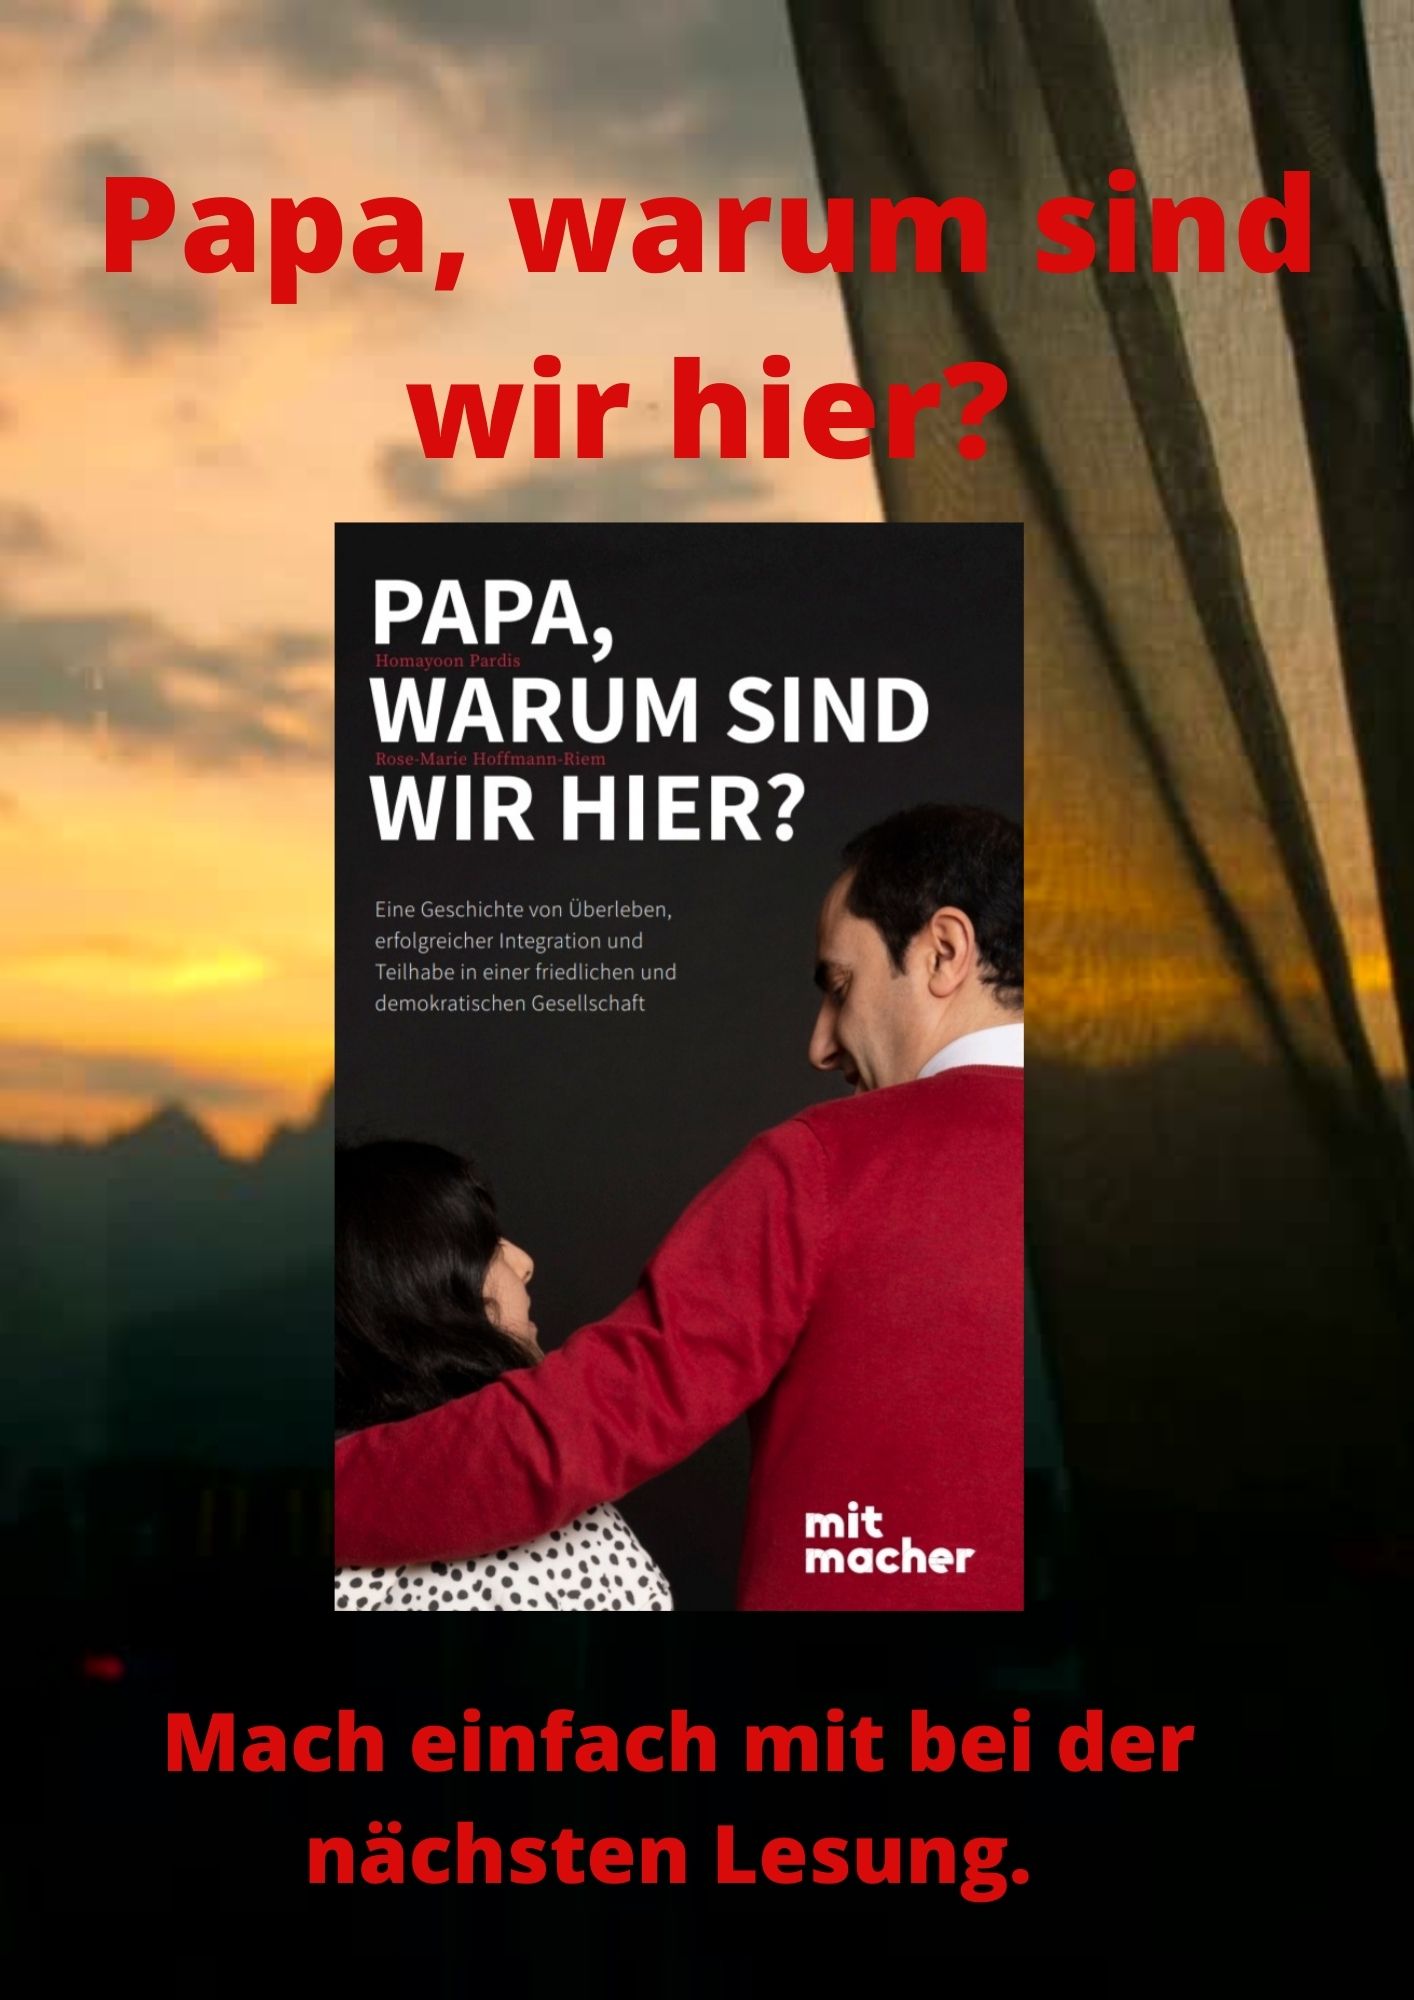 Papa, warum sind
wir hier?
PAPA,
Homayoon Pardis
WARUM SIND
Rose-Marie Hoffmann-Riem
WIR HIER?
Eine Geschichte von Überleben,
erfolgreicher Integration und
Teilhabe in einer friedlichen und
demokratischen Gesellschaft
mit
macher
Mach einfach mit bei der
nächsten Lesung.